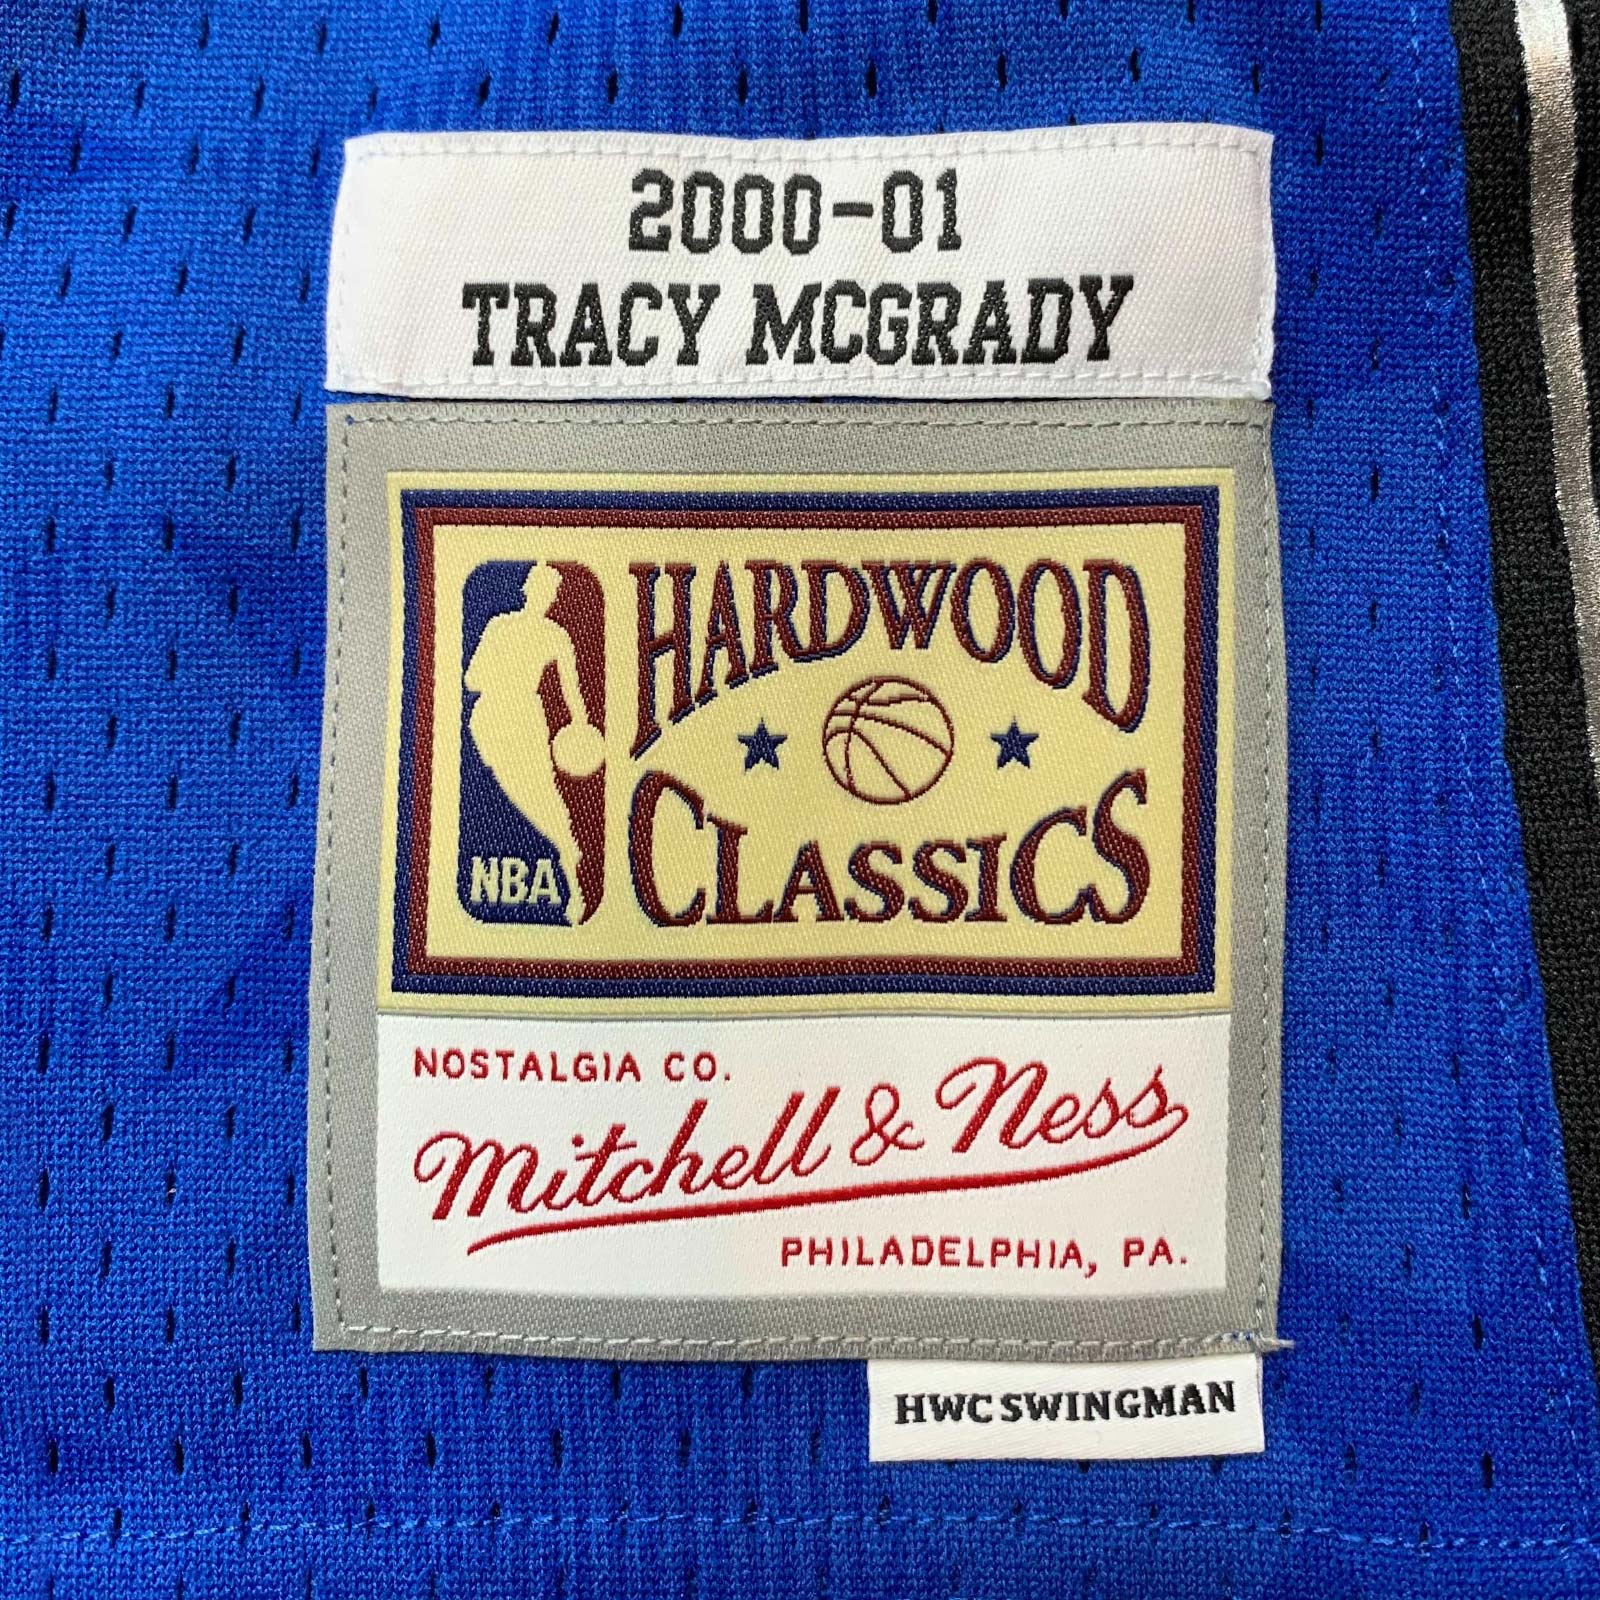 2000-01
TRACY MCGRADY
HARDWOOD
CLASSICS
NBA
NOSTALGIA CO.
Mitchell & Ness
PHILADELPHIA, PA.
HWC SWINGMAN